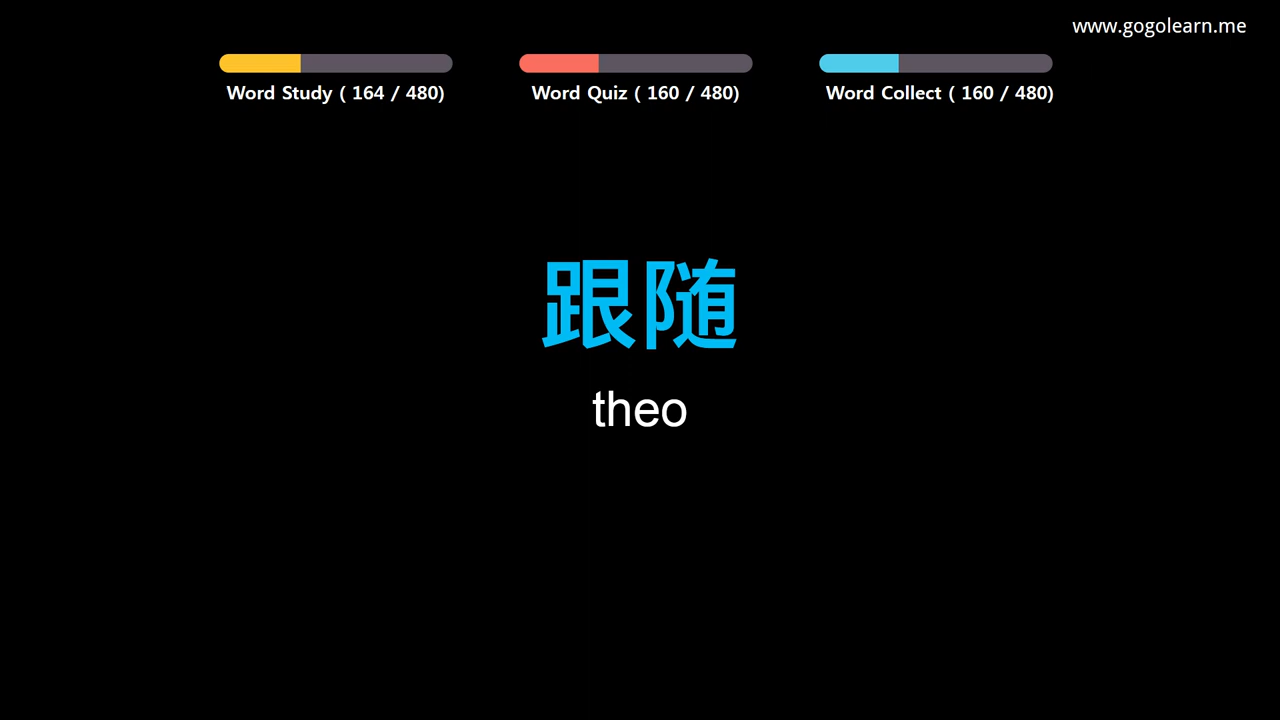 www.gogolearn.me
Word Study ( 164 / 480)
Word Quiz ( 160 / 480)
Word Collect ( 160 / 480)
跟随
theo